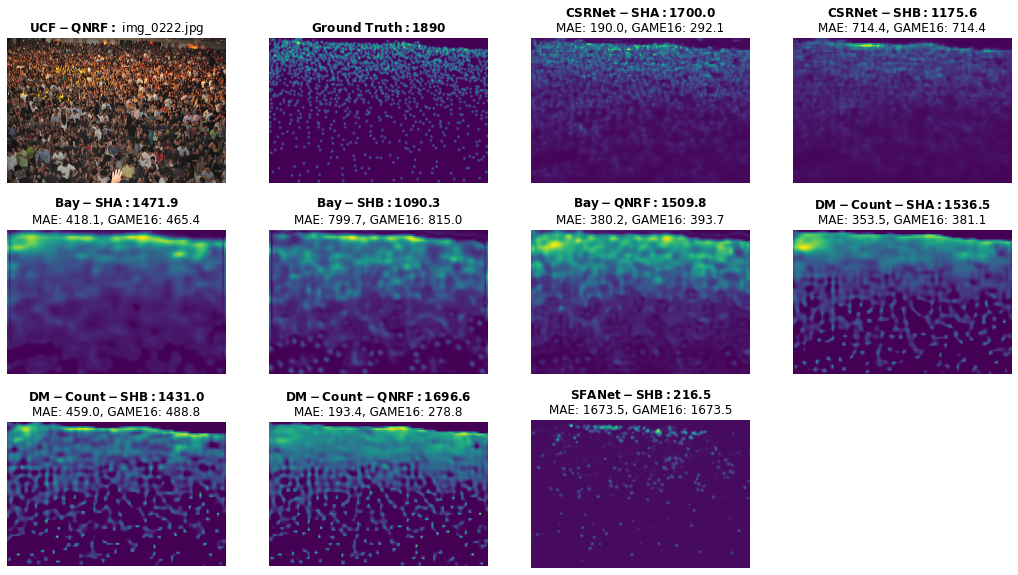 UCF − QNRF : img_0222.jpg
Ground Truth : 1890
CSRNet − SHA : 1700.0
MAE: 190.0, GAME16: 292.1
CSRNet − SHB : 1175.6
MAE: 714.4, GAME16: 714.4
Bay − SHA : 1471.9
MAE: 418.1, GAME16: 465.4
Bay − SHB : 1090.3
MAE: 799.7, GAME16: 815.0
Bay − QNRF : 1509.8
MAE: 380.2, GAME16: 393.7
DM − Count − SHA : 1536.5
MAE: 353.5, GAME16: 381.1
DM − Count − SHB : 1431.0
MAE: 459.0, GAME16: 488.8
DM − Count − QNRF : 1696.6
MAE: 193.4, GAME16: 278.8
SFANet − SHB : 216.5
MAE: 1673.5, GAME16: 1673.5